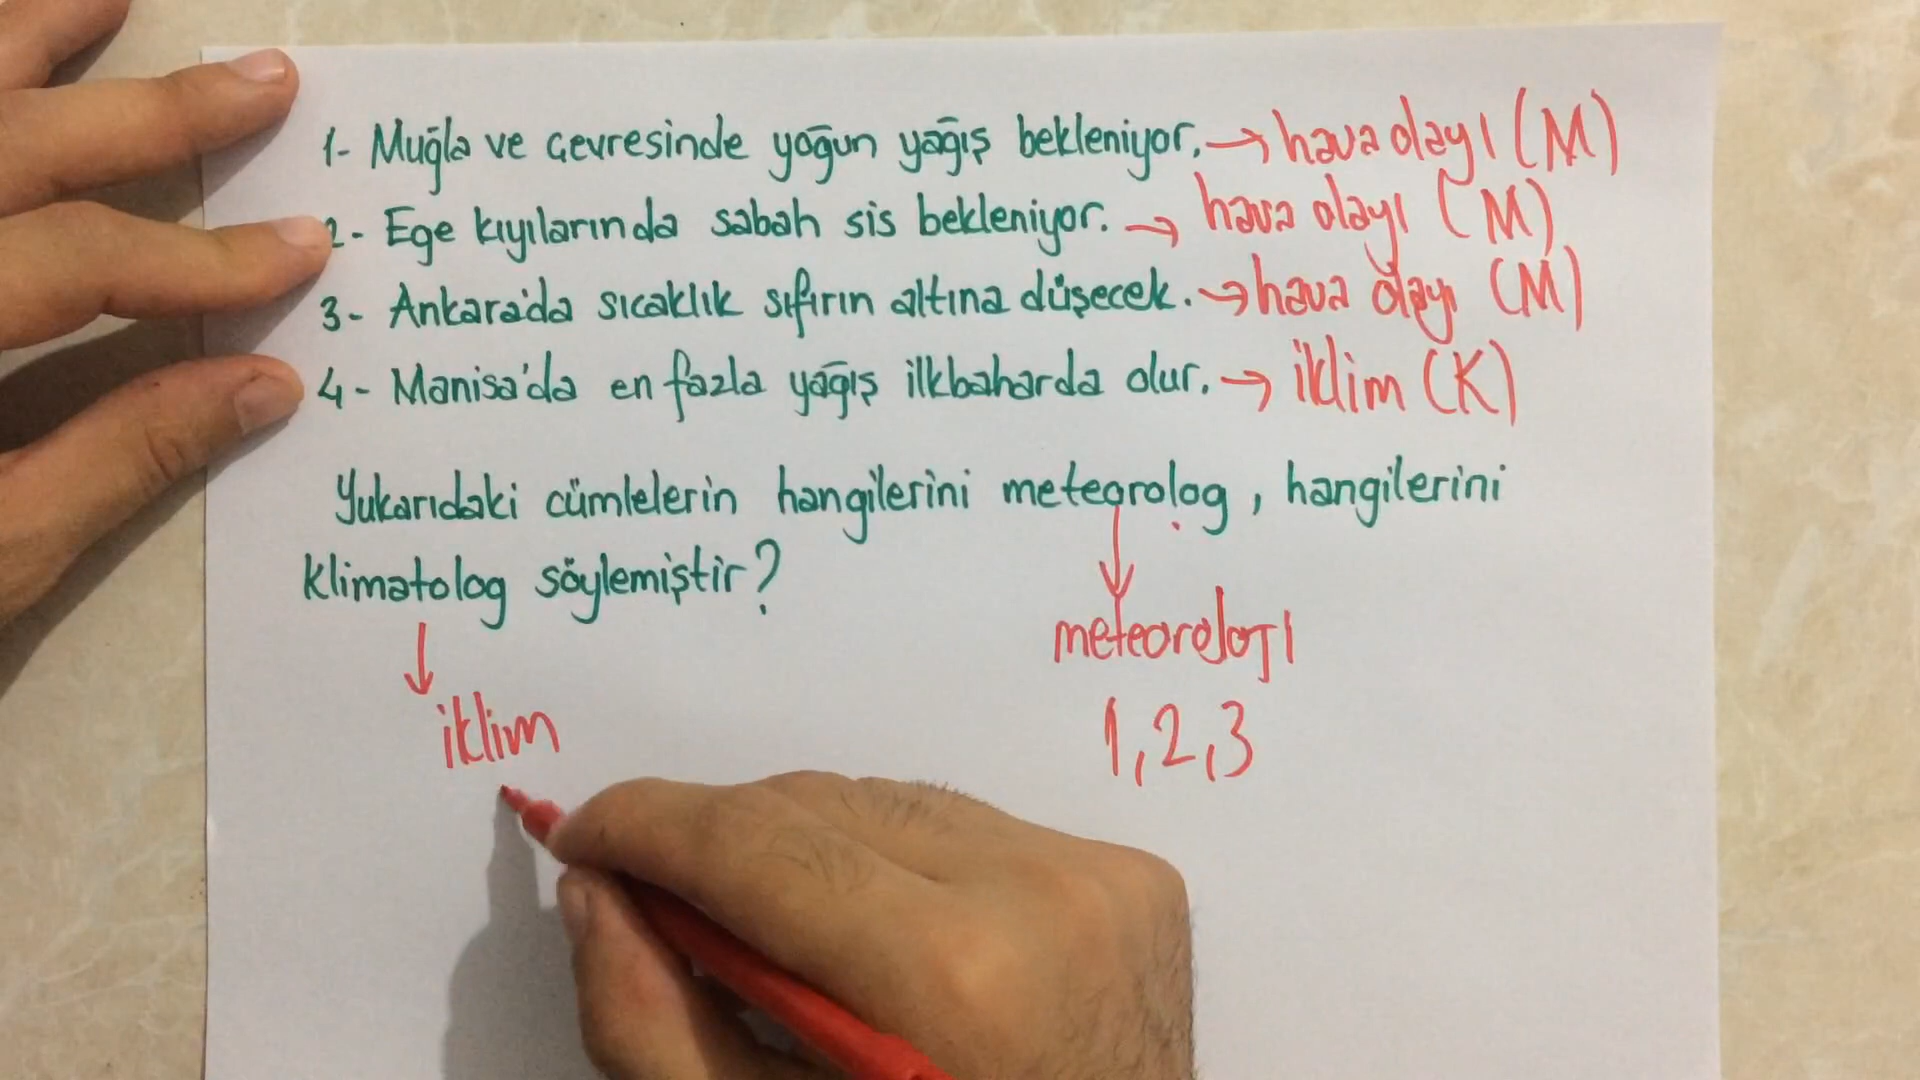 1- Muğla ve çevresinde yoğun yağış bekleniyor. → hava olayı (M)
2- Ege kıyılarında sabah sis bekleniyor. → hava olayı (M)
3- Ankara'da sıcaklık sıfırın altına düşecek. → hava olayı (M)
4- Manisa'da en fazla yağış ilkbaharda olur. → iklim (K)
Yukarıdaki cümlelerin hangilerini meteorolog, hangilerini
klimatolog söylemiştir?
meteoroloji
iklim
1,2,3